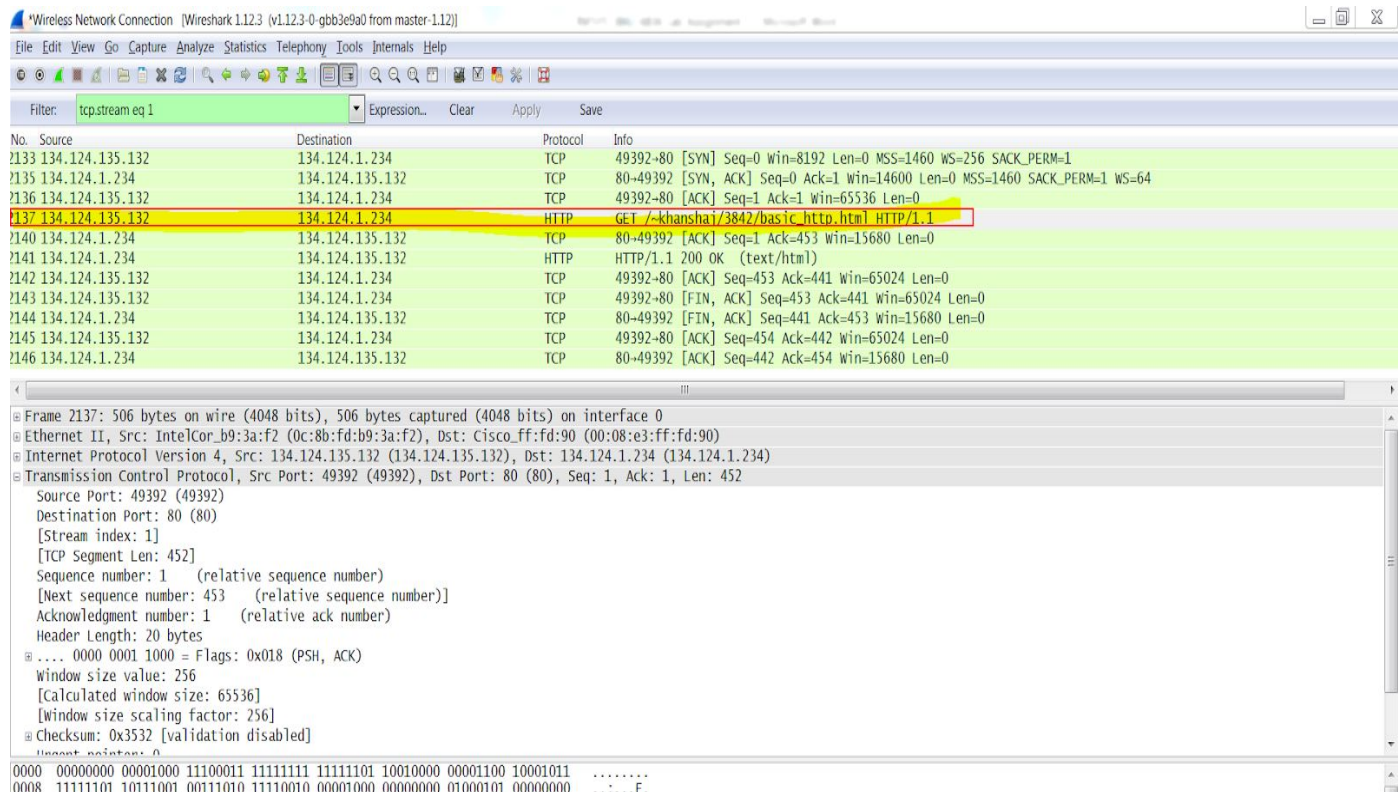 *Wireless Network Connection [Wireshark 1.12.3 (v1.12.3-0-gbb3e9a0 from master-1.12)]
File Edit View Go Capture Analyze Statistics Telephony Tools Internals Help
Filter: tcp.stream eq 1 Expression... Clear Apply Save
No. Source Destination Protocol Info
2133 134.124.135.132 134.124.1.234 TCP 49392→80 [SYN] Seq=0 Win=8192 Len=0 MSS=1460 WS=256 SACK_PERM=1
2135 134.124.1.234 134.124.135.132 TCP 80→49392 [SYN, ACK] Seq=0 Ack=1 Win=14600 Len=0 MSS=1460 SACK_PERM=1 WS=64
2136 134.124.135.132 134.124.1.234 TCP 49392→80 [ACK] Seq=1 Ack=1 Win=65536 Len=0
2137 134.124.135.132 134.124.1.234 HTTP GET /~khanshaj/3842/basic_http.html HTTP/1.1
2140 134.124.1.234 134.124.135.132 TCP 80→49392 [ACK] Seq=1 Ack=453 Win=15680 Len=0
2141 134.124.1.234 134.124.135.132 HTTP HTTP/1.1 200 OK (text/html)
2142 134.124.135.132 134.124.1.234 TCP 49392→80 [ACK] Seq=453 Ack=441 Win=65024 Len=0
2143 134.124.135.132 134.124.1.234 TCP 49392→80 [FIN, ACK] Seq=453 Ack=441 Win=65024 Len=0
2144 134.124.1.234 134.124.135.132 TCP 80→49392 [FIN, ACK] Seq=441 Ack=453 Win=15680 Len=0
2145 134.124.135.132 134.124.1.234 TCP 49392→80 [ACK] Seq=454 Ack=442 Win=65024 Len=0
2146 134.124.1.234 134.124.135.132 TCP 80→49392 [ACK] Seq=442 Ack=454 Win=15680 Len=0
Frame 2137: 506 bytes on wire (4048 bits), 506 bytes captured (4048 bits) on interface 0
Ethernet II, Src: IntelCor_b9:3a:f2 (0c:8b:fd:b9:3a:f2), Dst: Cisco_ff:fd:90 (00:08:e3:ff:fd:90)
Internet Protocol Version 4, Src: 134.124.135.132 (134.124.135.132), Dst: 134.124.1.234 (134.124.1.234)
Transmission Control Protocol, Src Port: 49392 (49392), Dst Port: 80 (80), Seq: 1, Ack: 1, Len: 452
Source Port: 49392 (49392)
Destination Port: 80 (80)
[Stream index: 1]
[TCP Segment Len: 452]
Sequence number: 1 (relative sequence number)
[Next sequence number: 453 (relative sequence number)]
Acknowledgment number: 1 (relative ack number)
Header Length: 20 bytes
.... 0000 0001 1000 = Flags: 0x018 (PSH, ACK)
Window size value: 256
[Calculated window size: 65536]
[Window size scaling factor: 256]
Checksum: 0x3532 [validation disabled]
Urgent pointer: 0
0000 00000000 00001000 11100011 11111111 11111101 10010000 00001100 10001011 ........
0008 11111101 10111001 00111010 11110010 00001000 00000000 01000101 00000000 ..:...E.